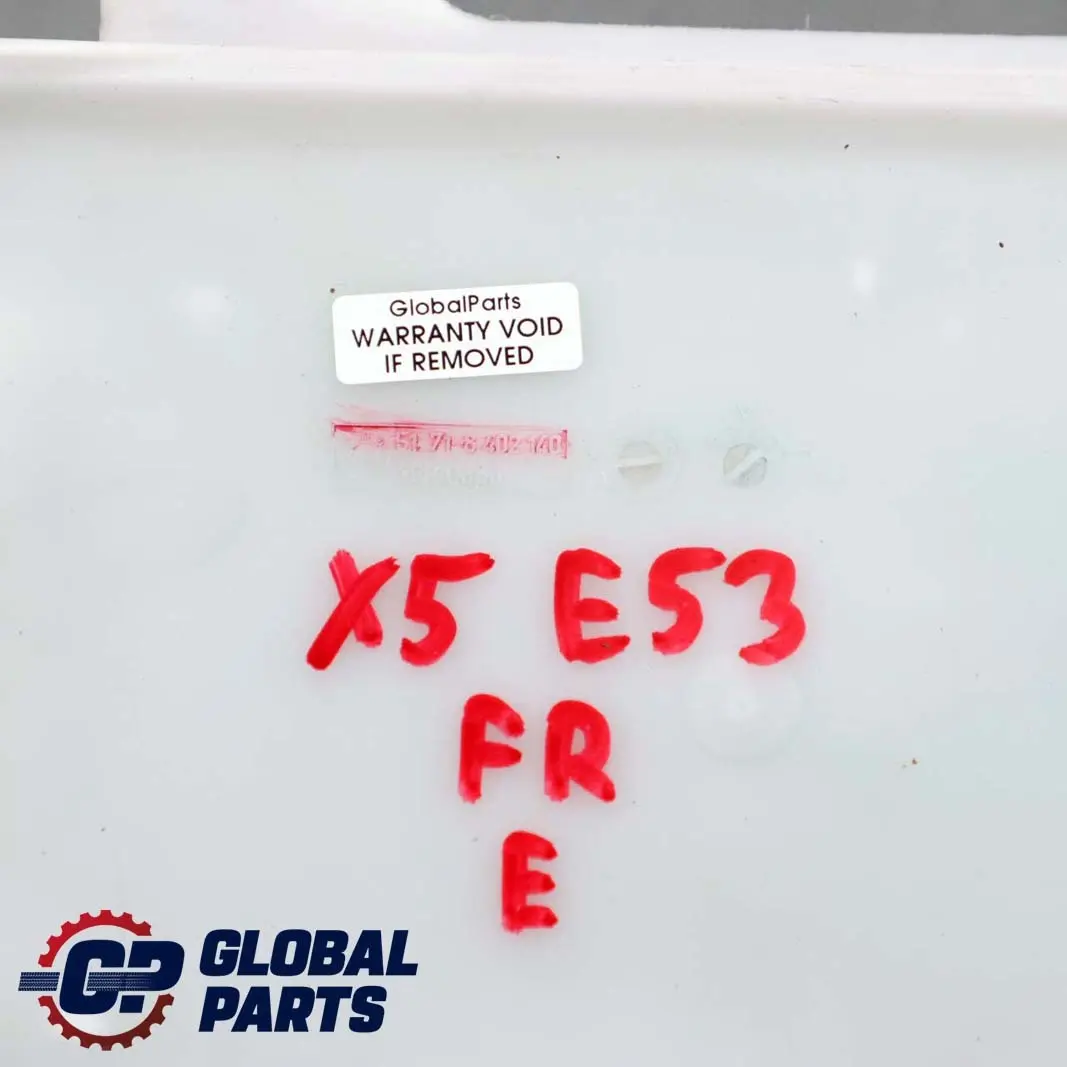 GlobalParts
WARRANTY VOID
IF REMOVED
X5 E53
FR
E
GLOBAL
PARTS